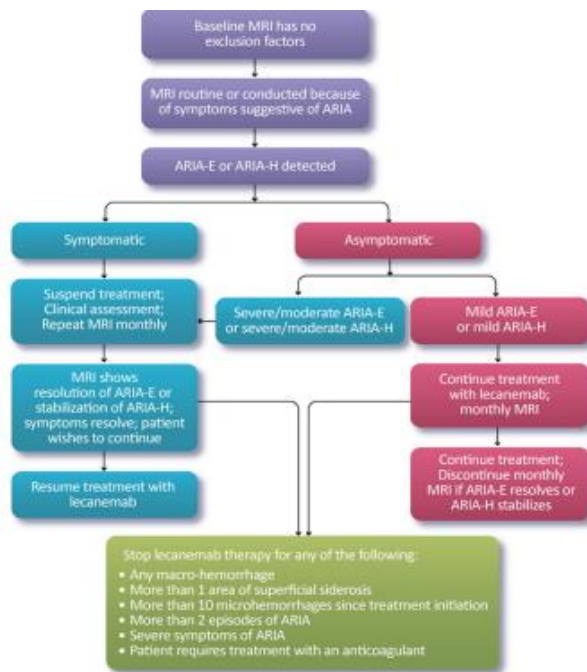 Baseline MRI has no
exclusion factors
MRI routine or conducted because
of symptoms suggestive of ARIA
ARIA-E or ARIA-H detected
Symptomatic
Asymptomatic
Suspend treatment;
Clinical assessment;
Repeat MRI monthly
Severe/moderate ARIA-E
or severe/moderate ARIA-H
Mild ARIA-E
or mild ARIA-H
MRI shows
resolution of ARIA-E or
stabilization of ARIA-H;
symptoms resolve; patient
wishes to continue
Continue treatment
with lecanemab;
monthly MRI
Resume treatment with
lecanemab
Continue treatment;
Discontinue monthly
MRI if ARIA-E resolves or
ARIA-H stabilizes
Stop lecanemab therapy for any of the following:
• Any macro-hemorrhage
• More than 1 area of superficial siderosis
• More than 10 microhemorrhages since treatment initiation
• More than 2 episodes of ARIA
• Severe symptoms of ARIA
• Patient requires treatment with an anticoagulant